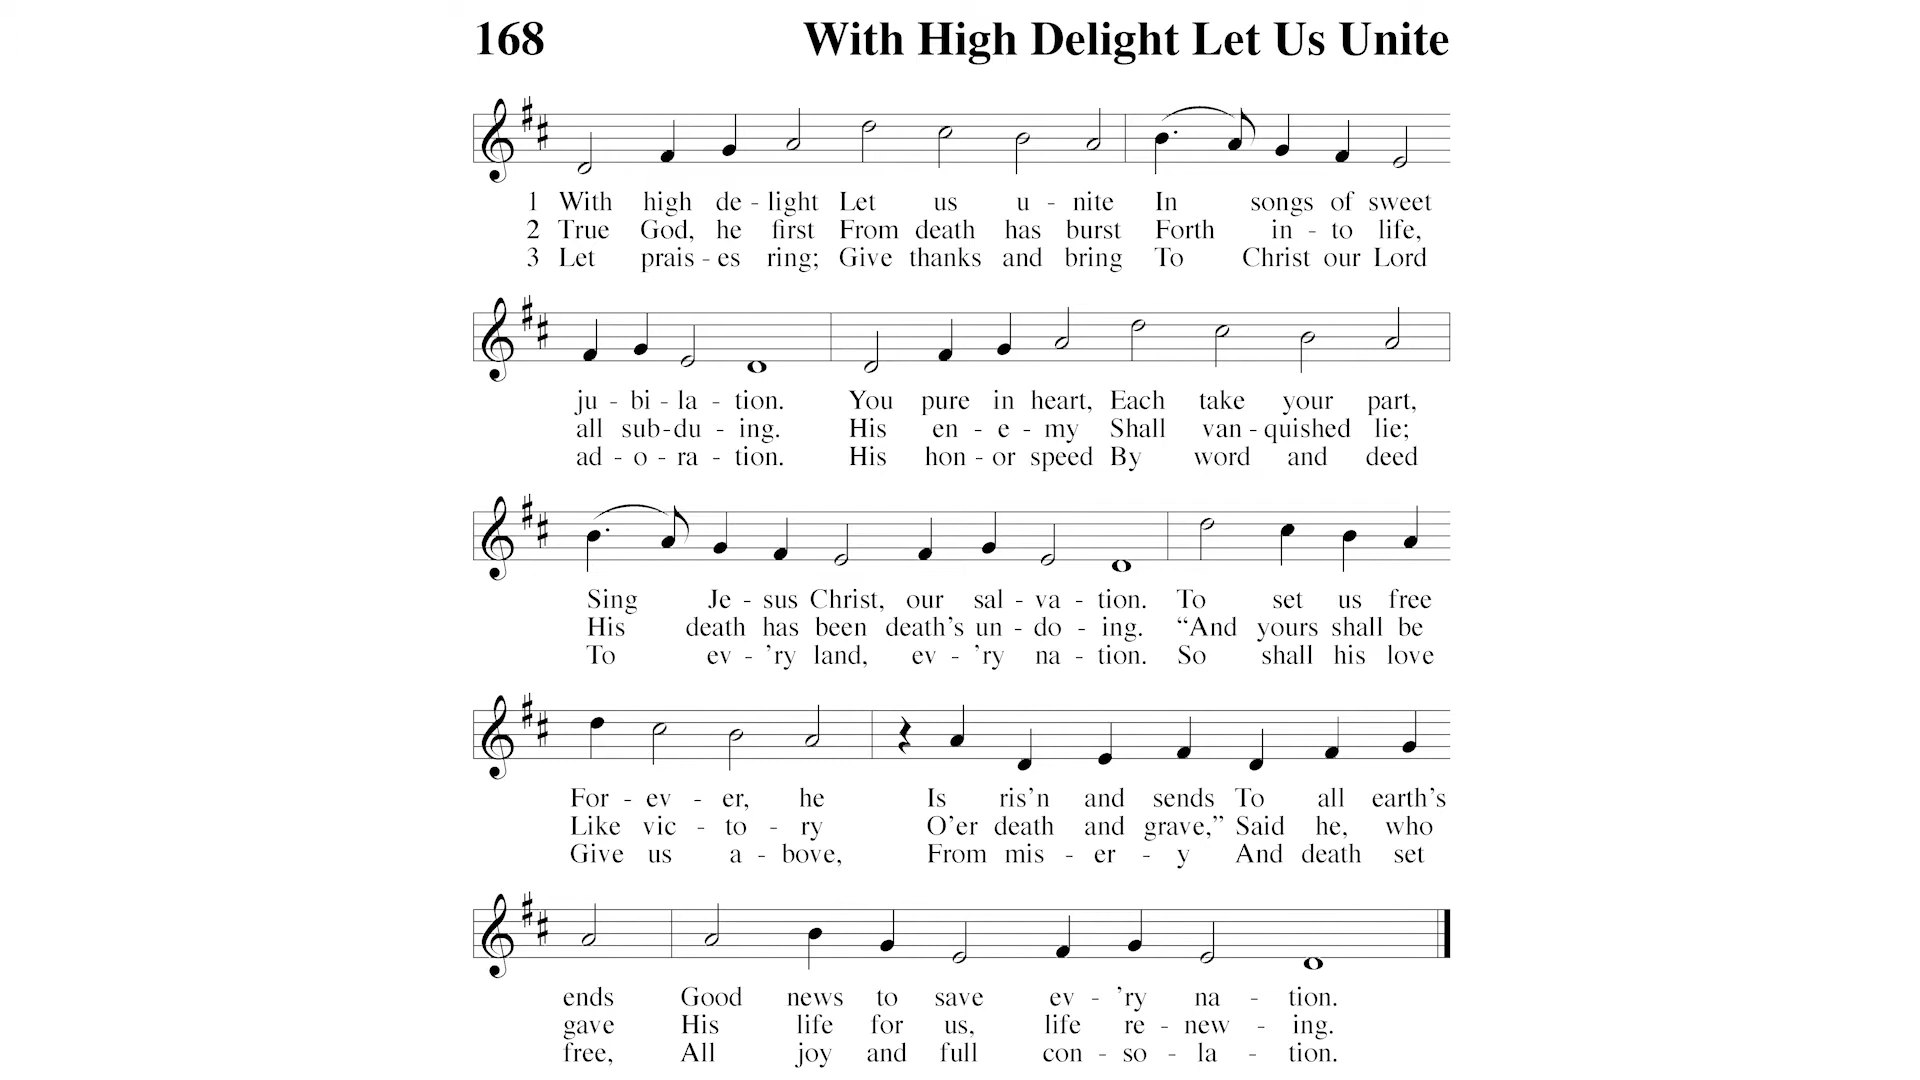 168 With High Delight Let Us Unite
1 With high de - light Let us u - nite In songs of sweet
2 True God, he first From death has burst Forth in - to life,
3 Let prais - es ring; Give thanks and bring To Christ our Lord
ju - bi - la - tion. You pure in heart, Each take your part,
all sub - du - ing. His en - e - my Shall van - quished lie;
ad - o - ra - tion. His hon - or speed By word and deed
Sing Je - sus Christ, our sal - va - tion. To set us free
His death has been death's un - do - ing. “And yours shall be
To ev - 'ry land, ev - 'ry na - tion. So shall his love
For - ev - er, he Is ris'n and sends To all earth's
Like vic - to - ry O'er death and grave,” Said he, who
Give us a - bove, From mis - er - y And death set
ends Good news to save ev - 'ry na - tion.
gave His life for us, life re - new - ing.
free, All joy and full con - so - la - tion.